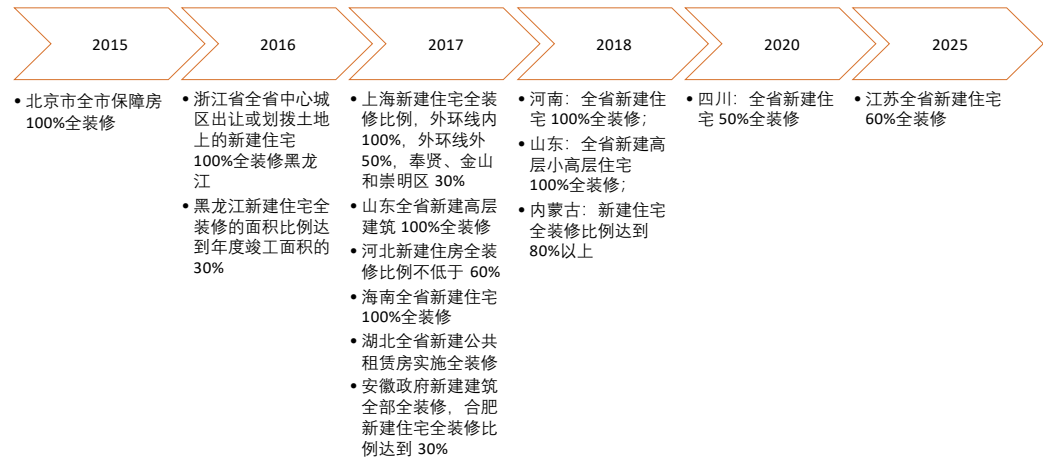 2015
2016
2017
2018
2020
2025
• 北京市全市保障房
100%全装修
• 浙江省全省中心城
区出让或划拨土地
上的新建住宅
100%全装修黑龙
江
• 黑龙江新建住宅全
装修的面积比例达
到年度竣工面积的
30%
• 上海新建住宅全装
修比例，外环线内
100%，外环线外
50%，奉贤、金山
和崇明区 30%
• 山东全省新建高层
建筑 100%全装修
• 河北新建住房全装
修比例不低于 60%
• 海南全省新建住宅
100%全装修
• 湖北全省新建公共
租赁房实施全装修
• 安徽政府新建建筑
全部全装修，合肥
新建住宅全装修比
例达到 30%
• 河南：全省新建住
宅 100%全装修；
• 山东：全省新建高
层小高层住宅
100%全装修；
• 内蒙古：新建住宅
全装修比例达到
80%以上
• 四川：全省新建住
宅 50%全装修
• 江苏全省新建住宅
60%全装修